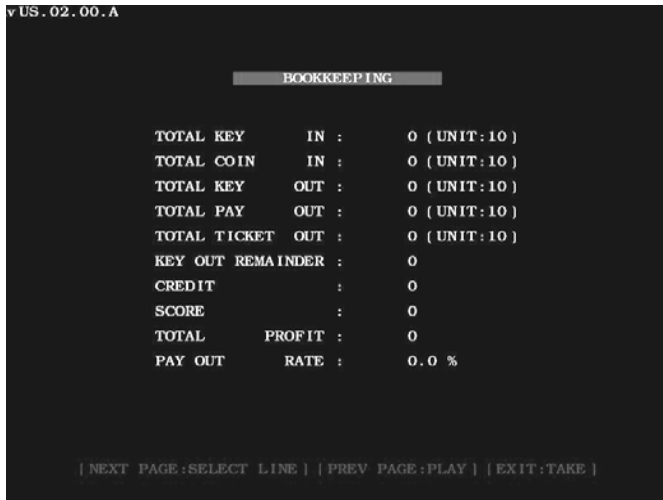 vUS.02.00.A
BOOKKEEPING
TOTAL KEY IN : 0 (UNIT:10)
TOTAL COIN IN : 0 (UNIT:10)
TOTAL KEY OUT : 0 (UNIT:10)
TOTAL PAY OUT : 0 (UNIT:10)
TOTAL TICKET OUT : 0 (UNIT:10)
KEY OUT REMAINDER : 0
CREDIT : 0
SCORE : 0
TOTAL PROFIT : 0
PAY OUT RATE : 0.0 %
[NEXT PAGE:SELECT LINE] [PREV PAGE:PLAY] [EXIT:TAKE]